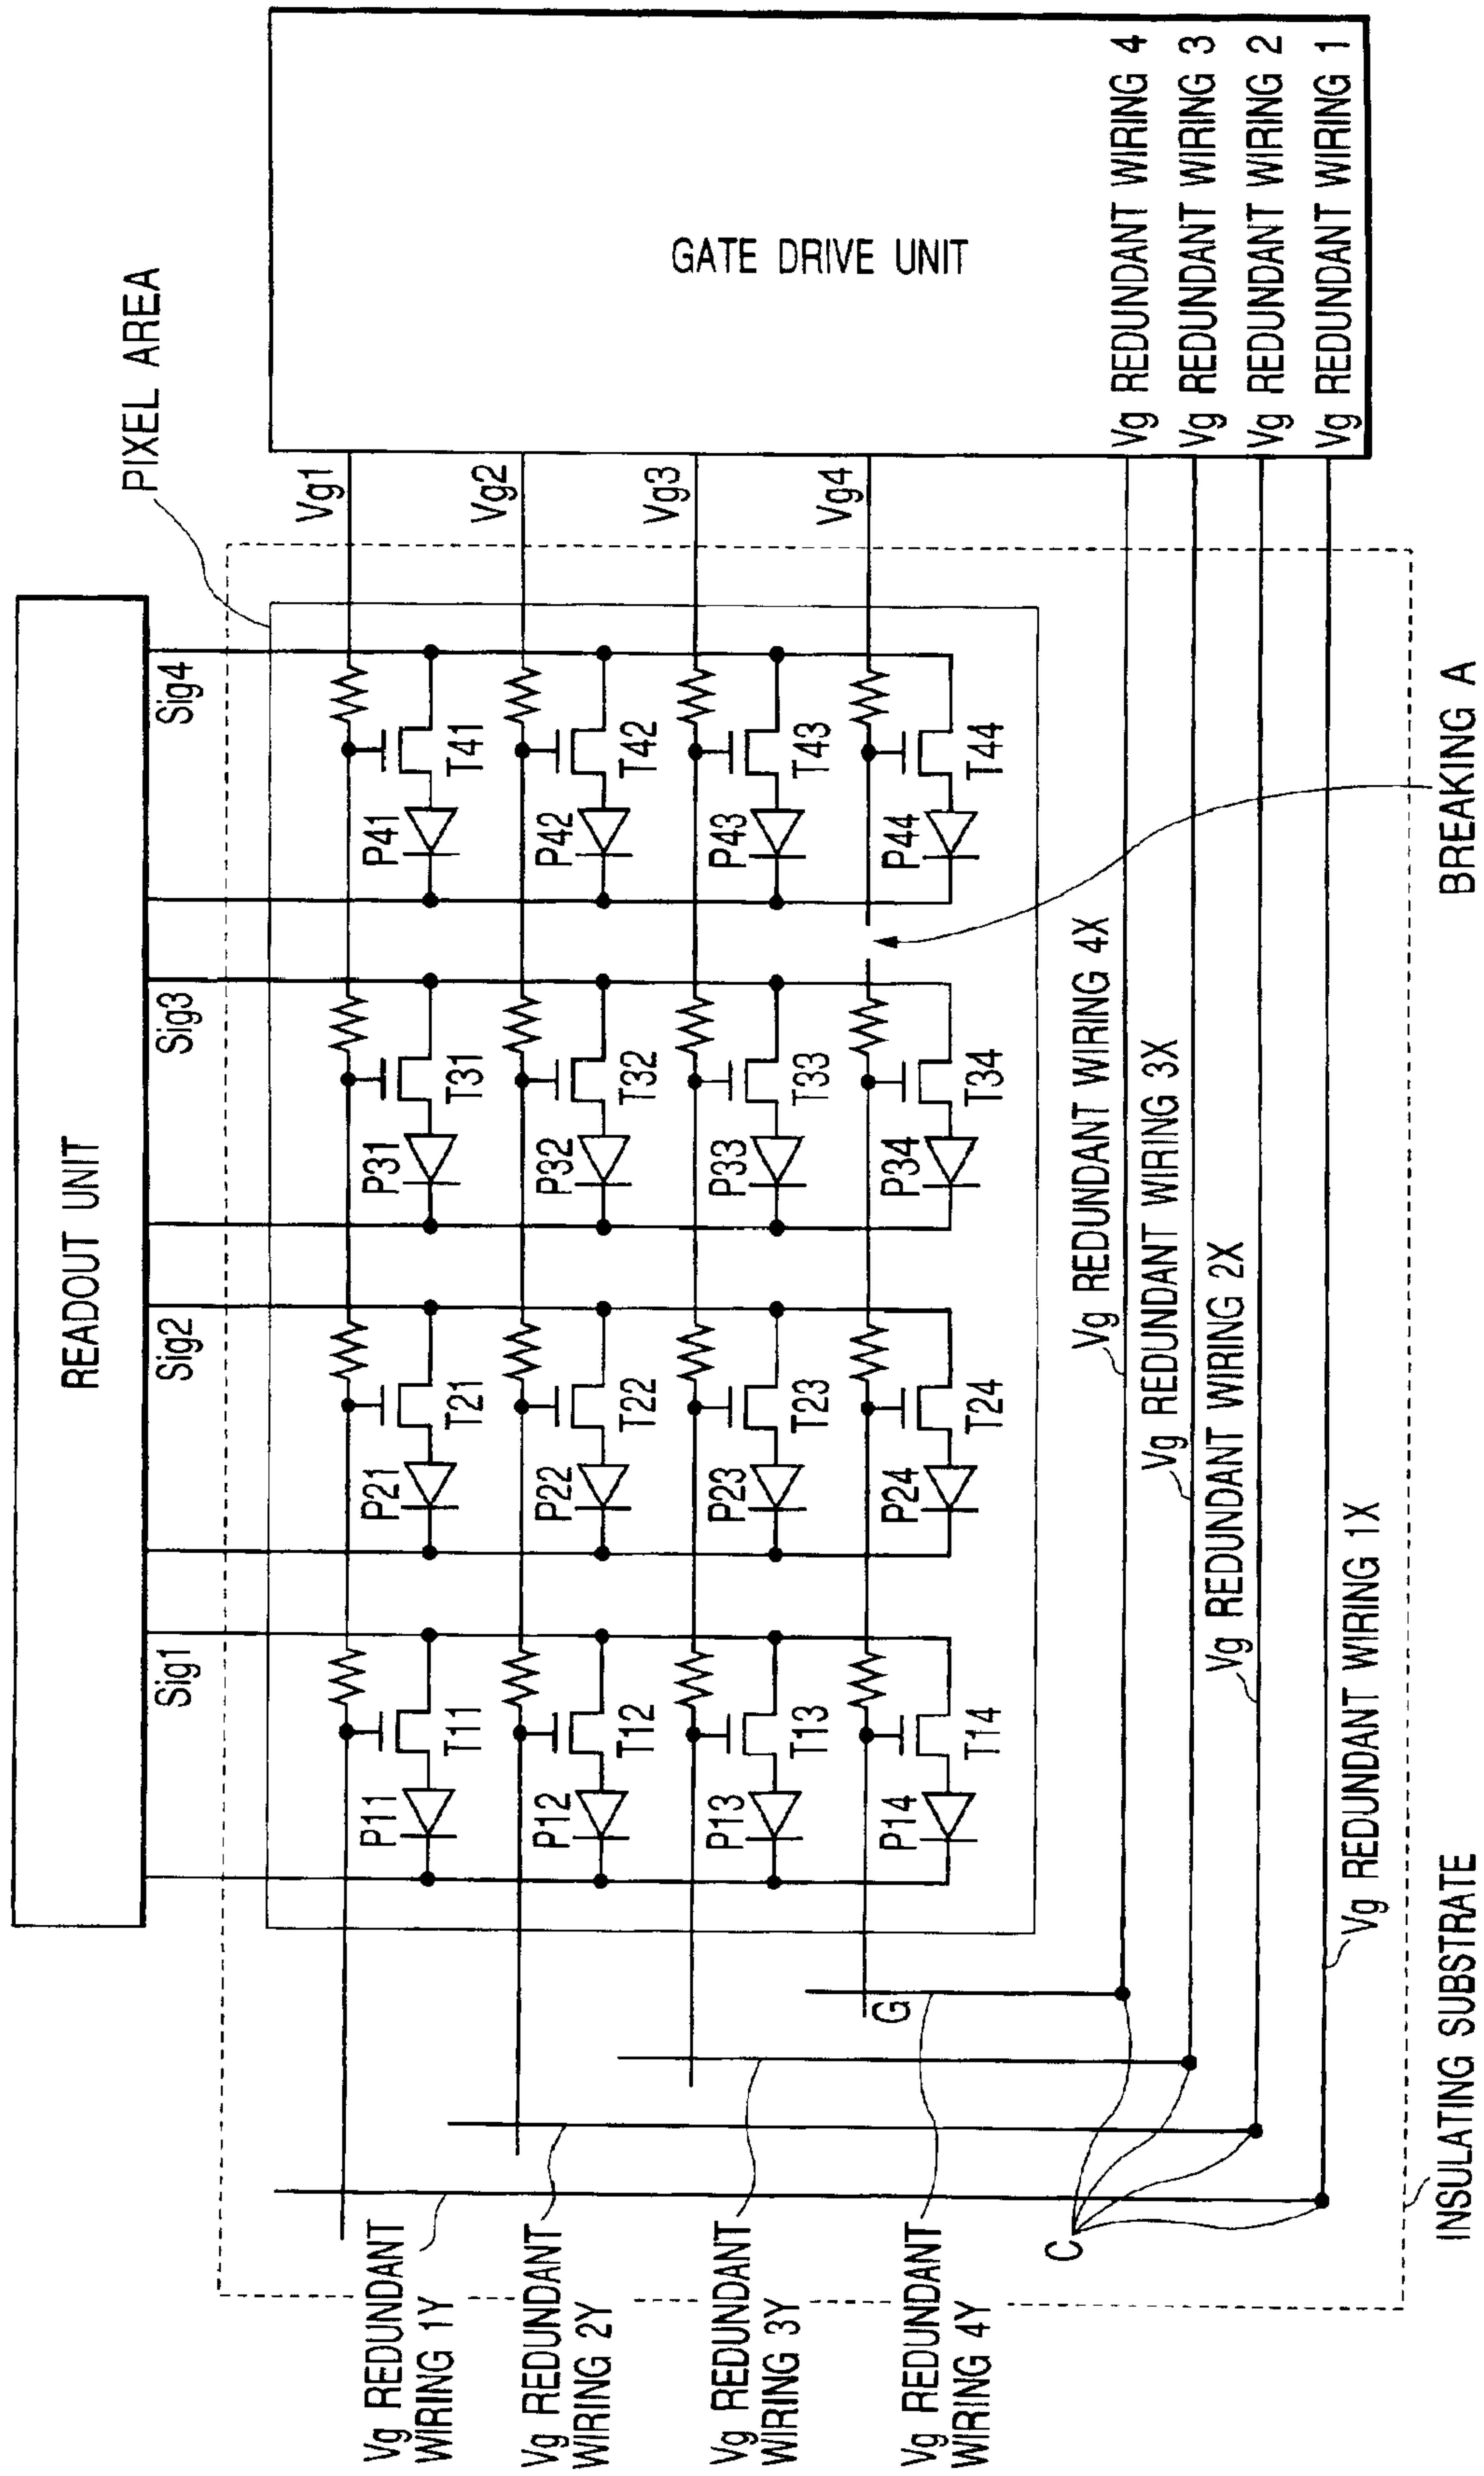 READOUT UNIT
Sig1
Sig2
Sig3
Sig4
PIXEL AREA
GATE DRIVE UNIT
Vg1
Vg2
Vg3
Vg4
P11
T11
P21
T21
P31
T31
P41
T41
P12
T12
P22
T22
P32
T32
P42
T42
P13
T13
P23
T23
P33
T33
P43
T43
P14
T14
P24
T24
P34
T34
P44
T44
G
C
Vg REDUNDANT
WIRING 1Y
Vg REDUNDANT
WIRING 2Y
Vg REDUNDANT
WIRING 3Y
Vg REDUNDANT
WIRING 4Y
Vg REDUNDANT WIRING 4X
Vg REDUNDANT WIRING 3X
Vg REDUNDANT WIRING 2X
Vg REDUNDANT WIRING 1X
Vg REDUNDANT WIRING 4
Vg REDUNDANT WIRING 3
Vg REDUNDANT WIRING 2
Vg REDUNDANT WIRING 1
INSULATING SUBSTRATE
BREAKING A